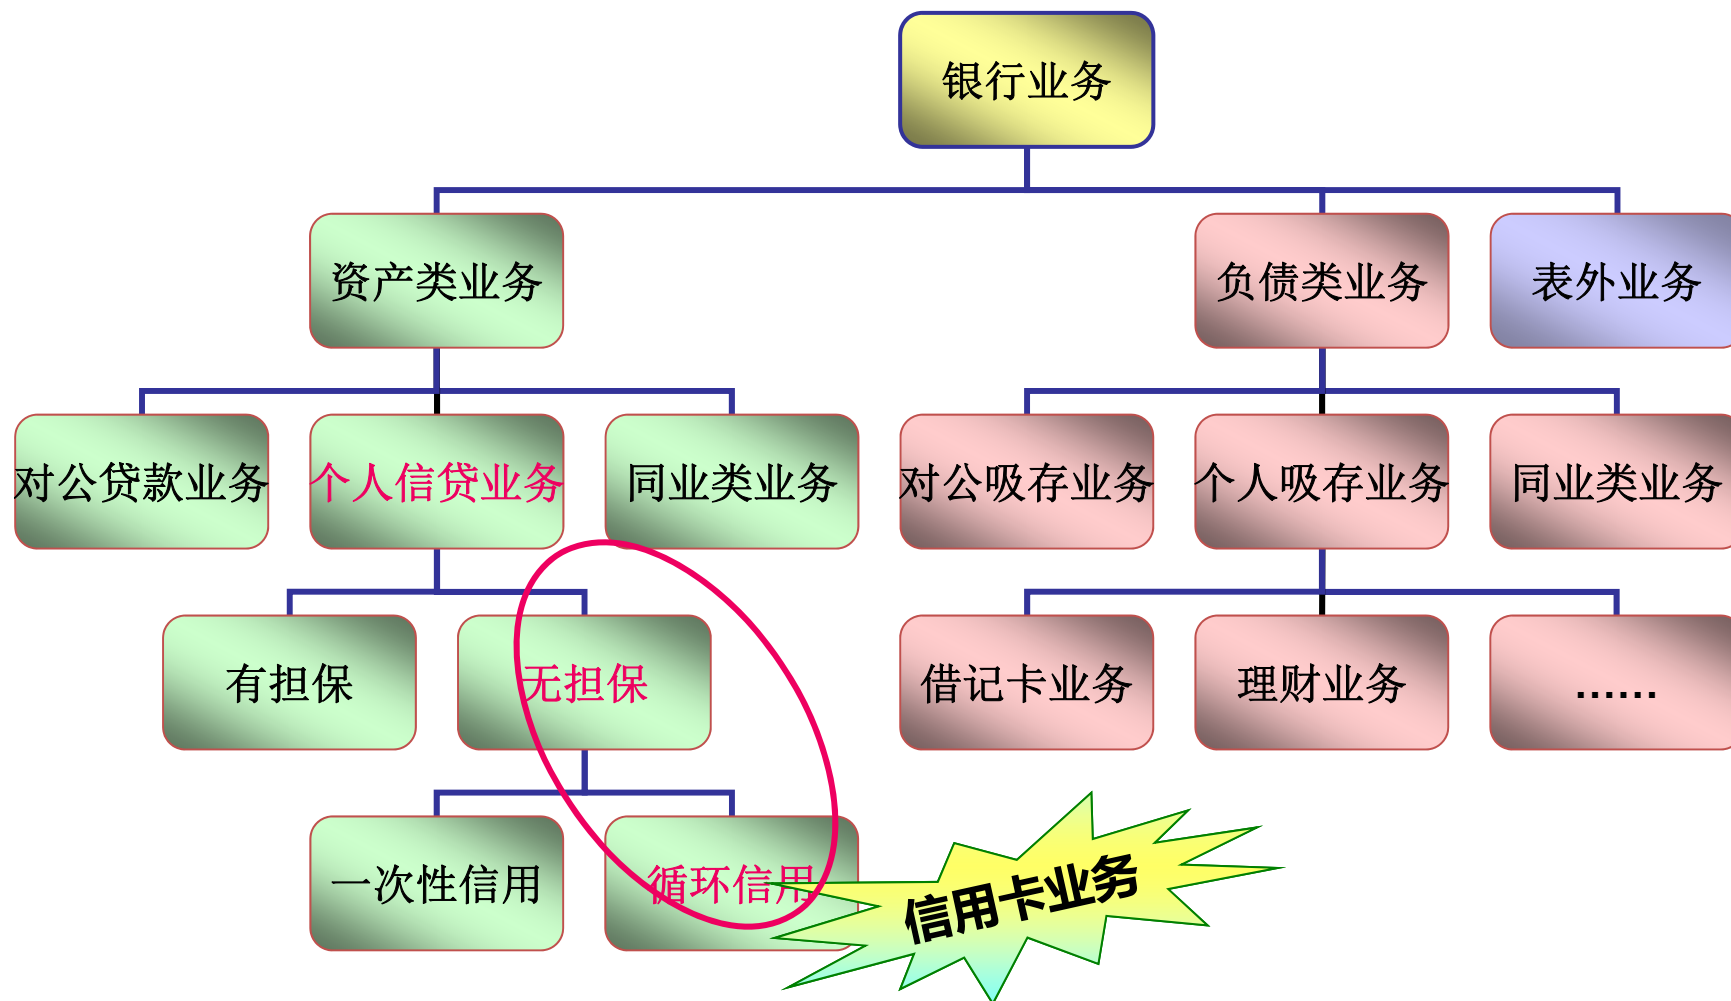 银行业务
资产类业务
负债类业务
表外业务
对公贷款业务
个人信贷业务
同业类业务
对公吸存业务
个人吸存业务
同业类业务
有担保
无担保
借记卡业务
理财业务
......
一次性信用
循环信用
信用卡业务